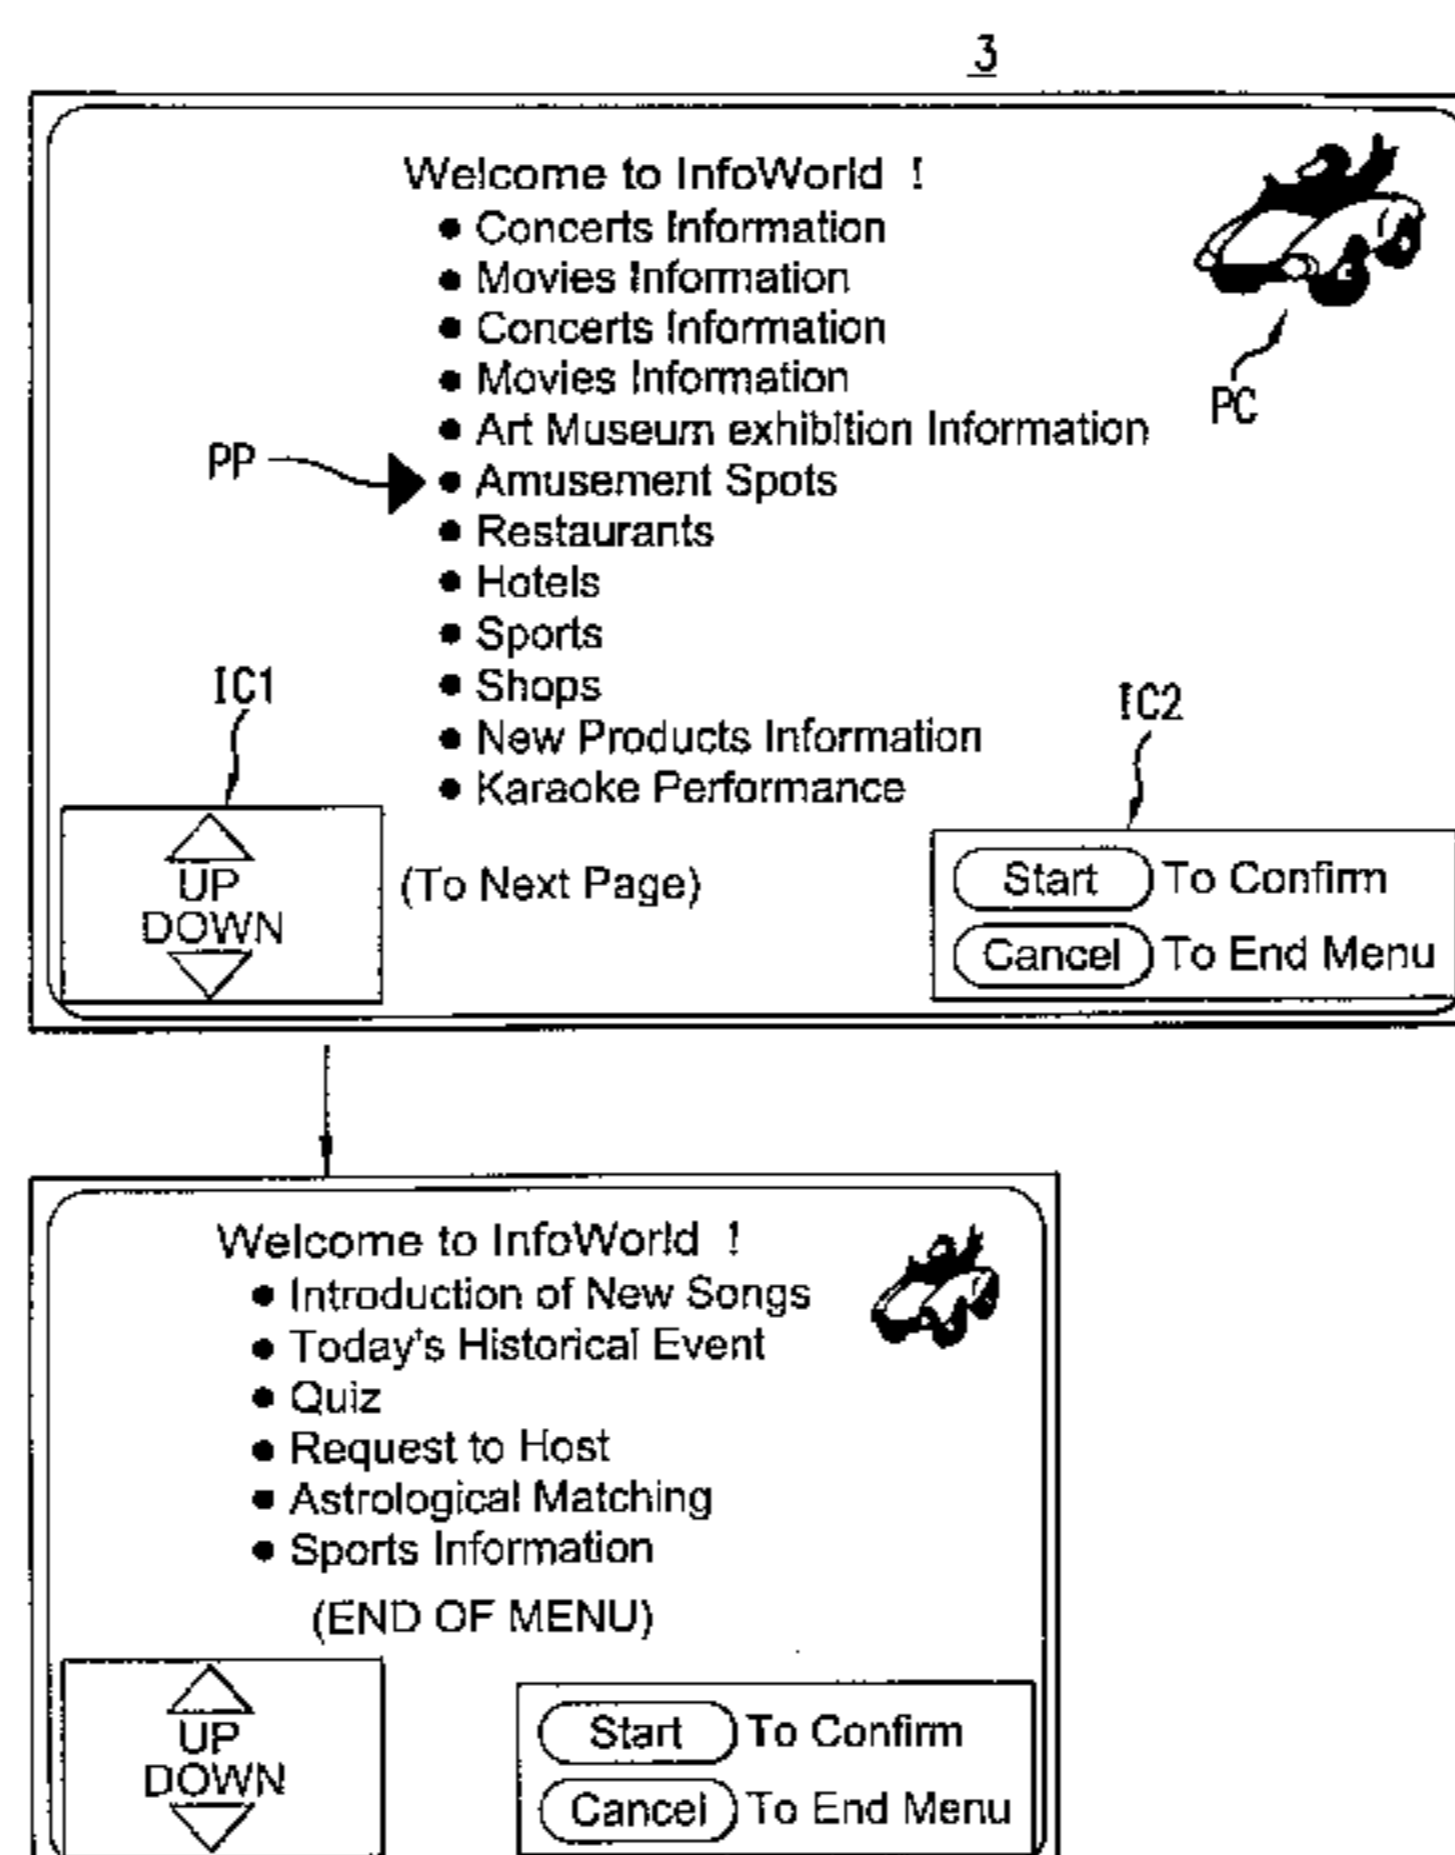 3
Welcome to InfoWorld !
● Concerts Information
● Movies Information
● Concerts Information
● Movies Information
PC
● Art Museum exhibition Information
PP
● Amusement Spots
● Restaurants
● Hotels
● Sports
IC1
● Shops
IC2
● New Products Information
● Karaoke Performance
UP
DOWN
(To Next Page)
Start To Confirm
Cancel To End Menu
Welcome to InfoWorld !
● Introduction of New Songs
● Today's Historical Event
● Quiz
● Request to Host
● Astrological Matching
● Sports Information
(END OF MENU)
UP
DOWN
Start To Confirm
Cancel To End Menu